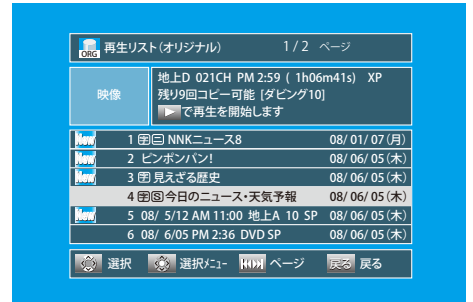 ORG 再生リスト(オリジナル) 1/2 ページ
映像
地上D 021CH PM 2:59 ( 1h06m41s) XP
残り9回コピー可能 [ダビング10]
で再生を開始します
New 1 字二 NNKニュース8 08/ 01/ 07(月)
New 2 ピンポンパン! 08/ 06/ 05(木)
3 字 見えざる歴史 08/ 06/ 05(木)
4 字S今日のニュース・天気予報 08/ 06/ 05(木)
New 5 08/ 5/12 AM 11:00 地上A 10 SP 08/ 06/ 05(木)
6 08/ 6/05 PM 2:36 DVD SP 08/ 06/ 05(木)
選択 選択メニュー ページ 戻る 戻る